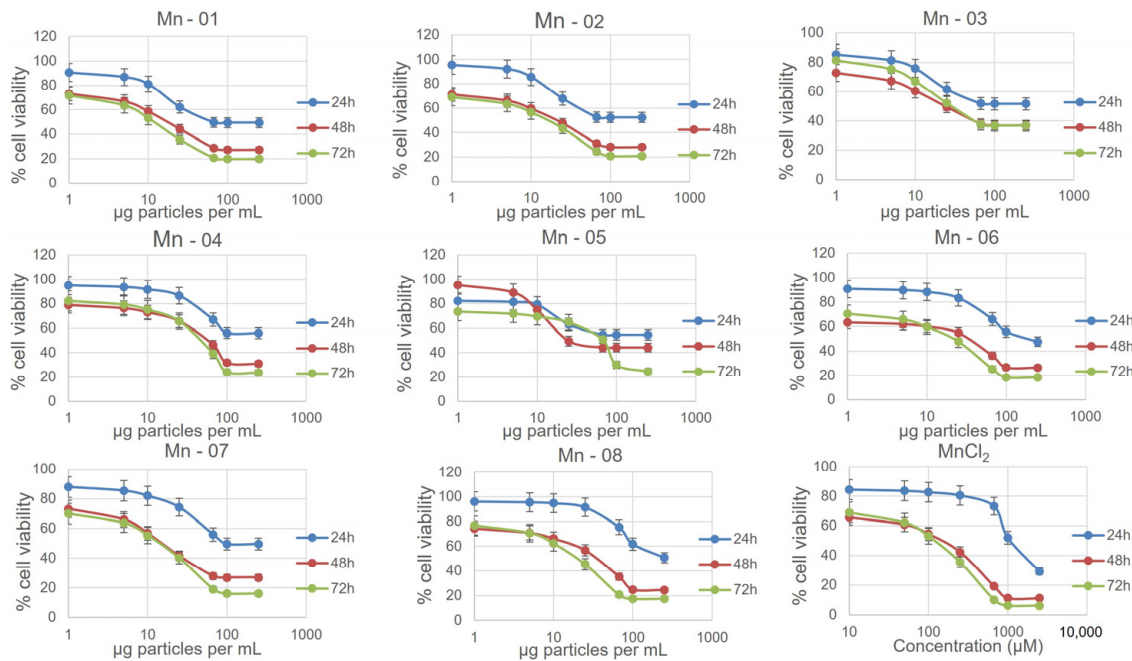 Mn - 01
% cell viability
120
100
80
60
40
20
0
1
10
100
1000
µg particles per mL
24h
48h
72h
Mn - 02
% cell viability
120
100
80
60
40
20
0
1
10
100
1000
µg particles per mL
24h
48h
72h
Mn - 03
% cell viability
100
80
60
40
20
0
1
10
100
1000
µg particles per mL
24h
48h
72h
Mn - 04
% cell viability
120
100
80
60
40
20
0
1
10
100
1000
µg particles per mL
24h
48h
72h
Mn - 05
% cell viability
120
100
80
60
40
20
0
1
10
100
1000
µg particles per mL
24h
48h
72h
Mn - 06
% cell viability
120
100
80
60
40
20
0
1
10
100
1000
µg particles per mL
24h
48h
72h
Mn - 07
% cell viability
100
80
60
40
20
0
1
10
100
1000
µg particles per mL
24h
48h
72h
Mn - 08
% cell viability
120
100
80
60
40
20
0
1
10
100
1000
µg particles per mL
24h
48h
72h
MnCl₂
% cell viability
100
80
60
40
20
0
10
100
1000
10,000
Concentration (µM)
24h
48h
72h